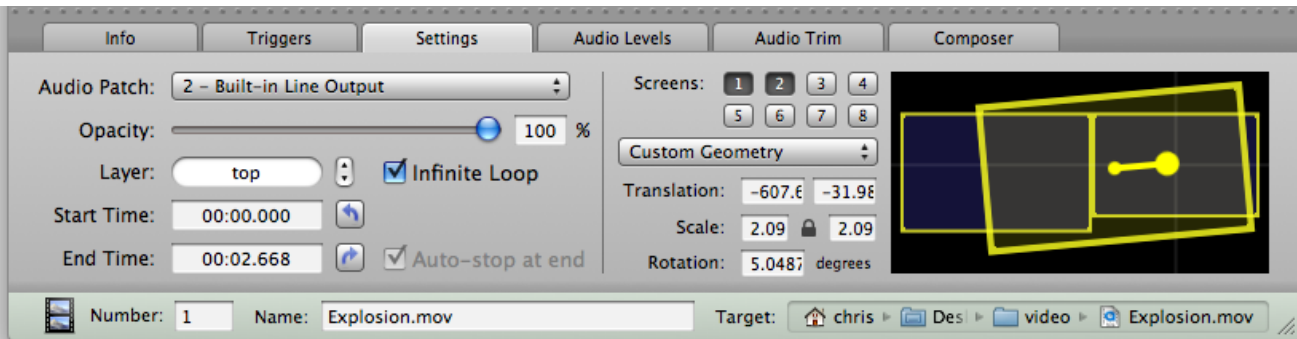 Info Triggers Settings Audio Levels Audio Trim Composer
Audio Patch: 2 - Built-in Line Output
Opacity: 100 %
Layer: top Infinite Loop
Start Time: 00:00.000
End Time: 00:02.668 Auto-stop at end
Screens: 1 2 3 4
5 6 7 8
Custom Geometry
Translation: -607.6 -31.98
Scale: 2.09 2.09
Rotation: 5.0487 degrees
Number: 1 Name: Explosion.mov Target: chris Des video Explosion.mov